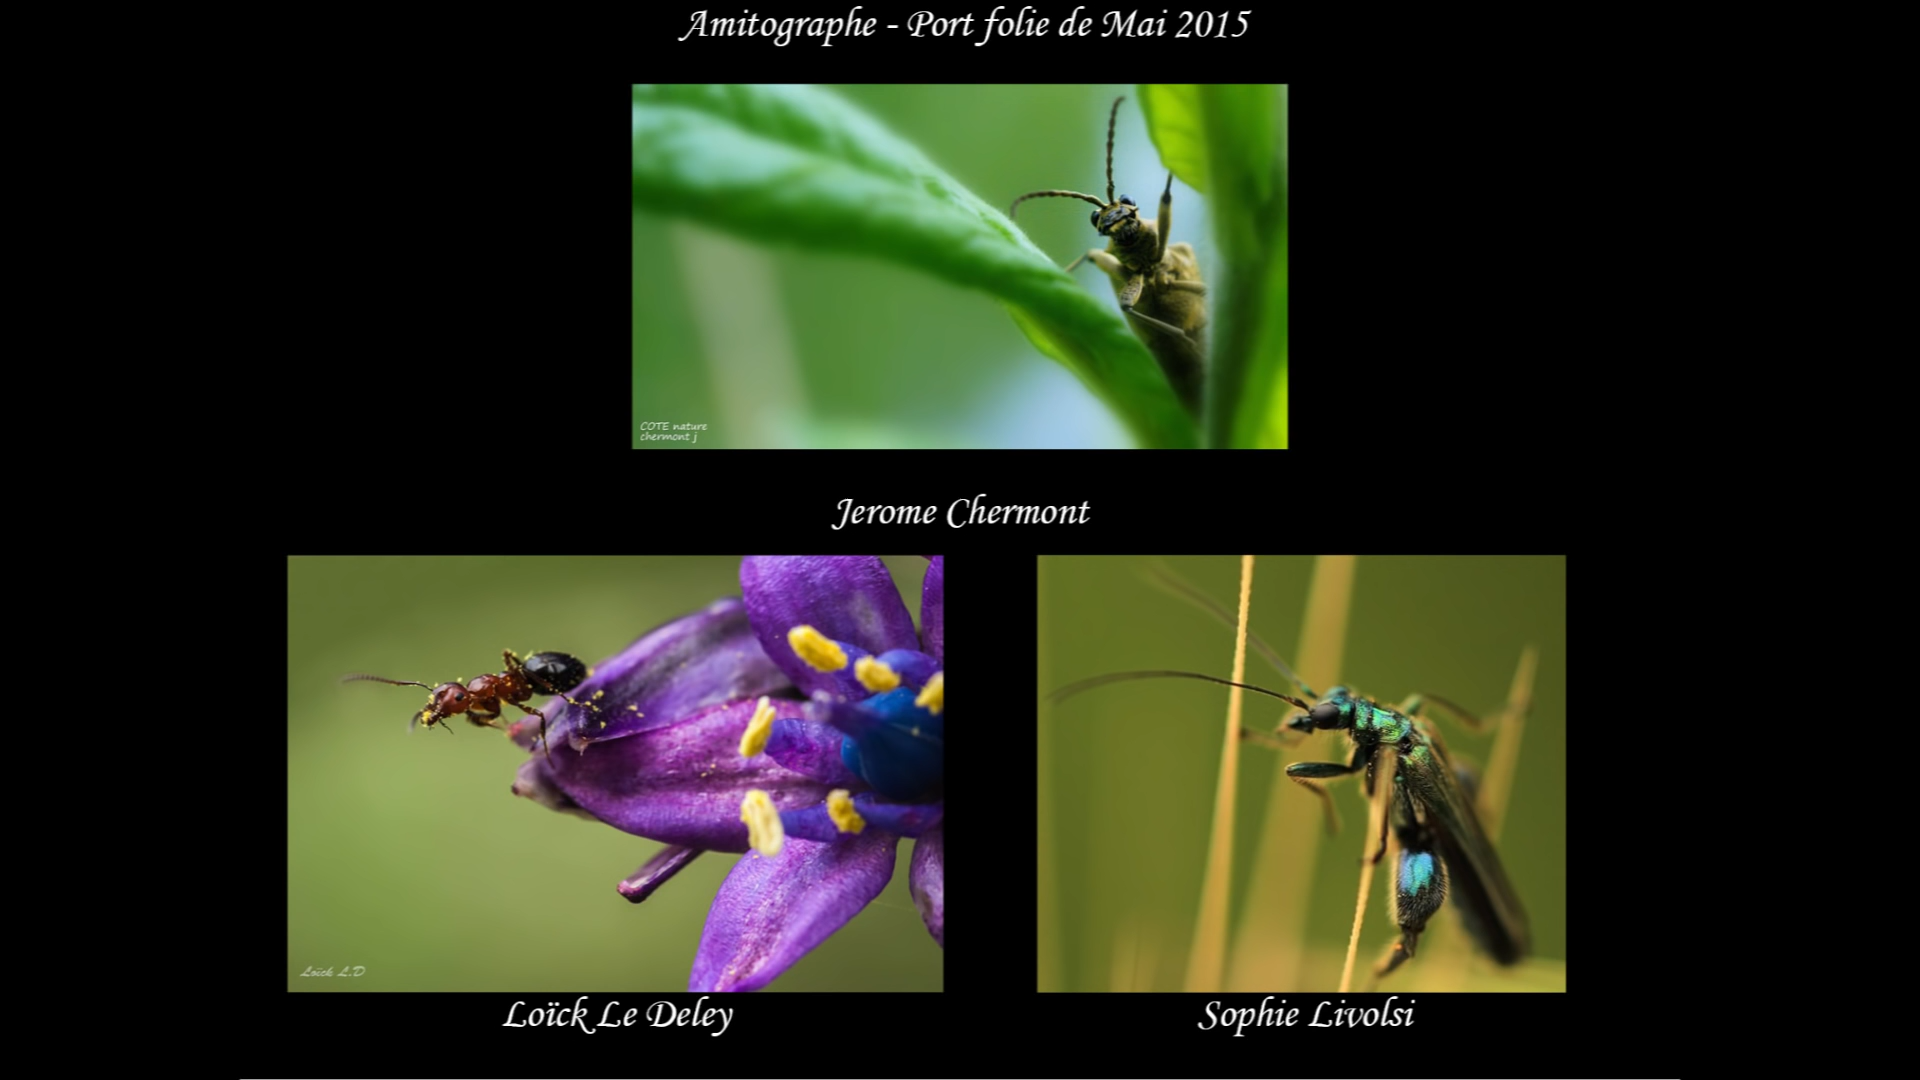 Amitographe - Port folie de Mai 2015
COTE nature
chermont j
Jerome Chermont
Loïck L.D
Loïck Le Deley
Sophie Livolsi